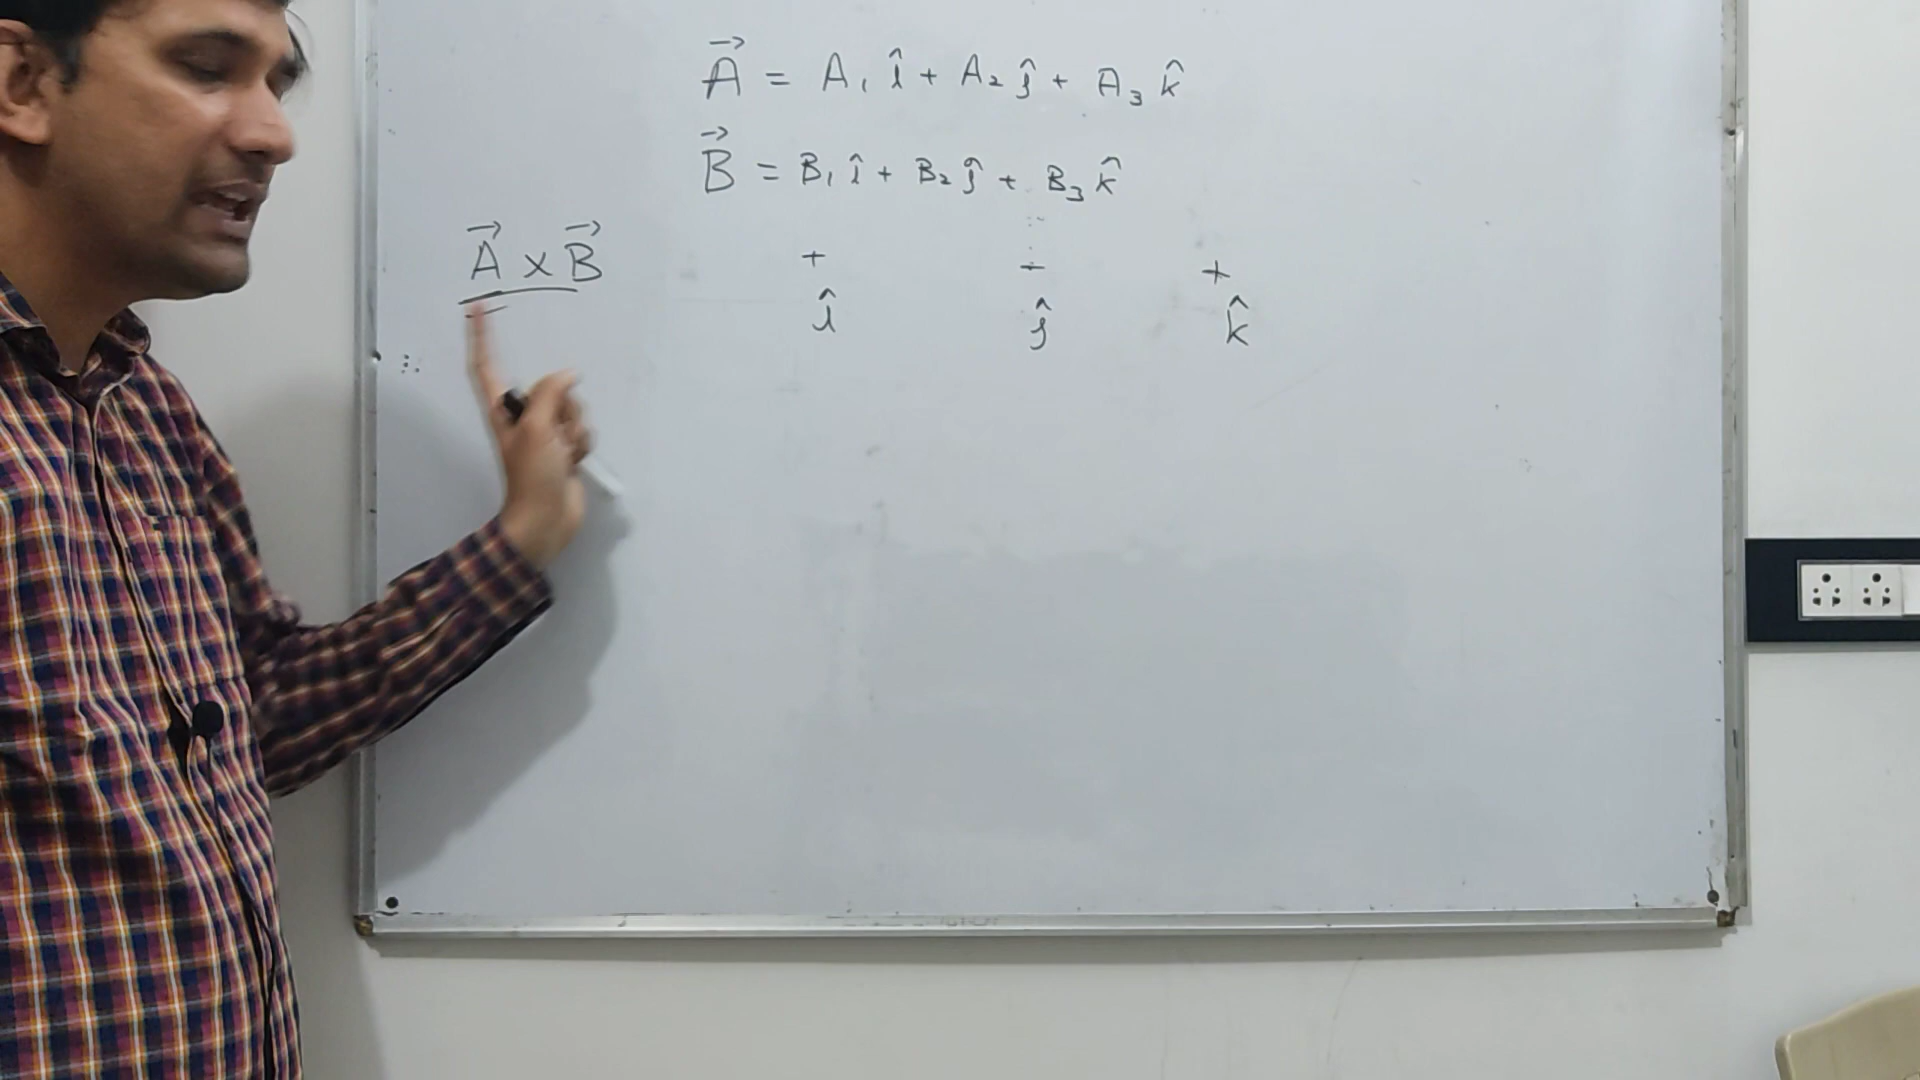 A⃗ = A₁ î + A₂ ĵ + A₃ k̂
B⃗ = B₁ î + B₂ ĵ + B₃ k̂
A⃗ × B⃗ + - +
î ĵ k̂